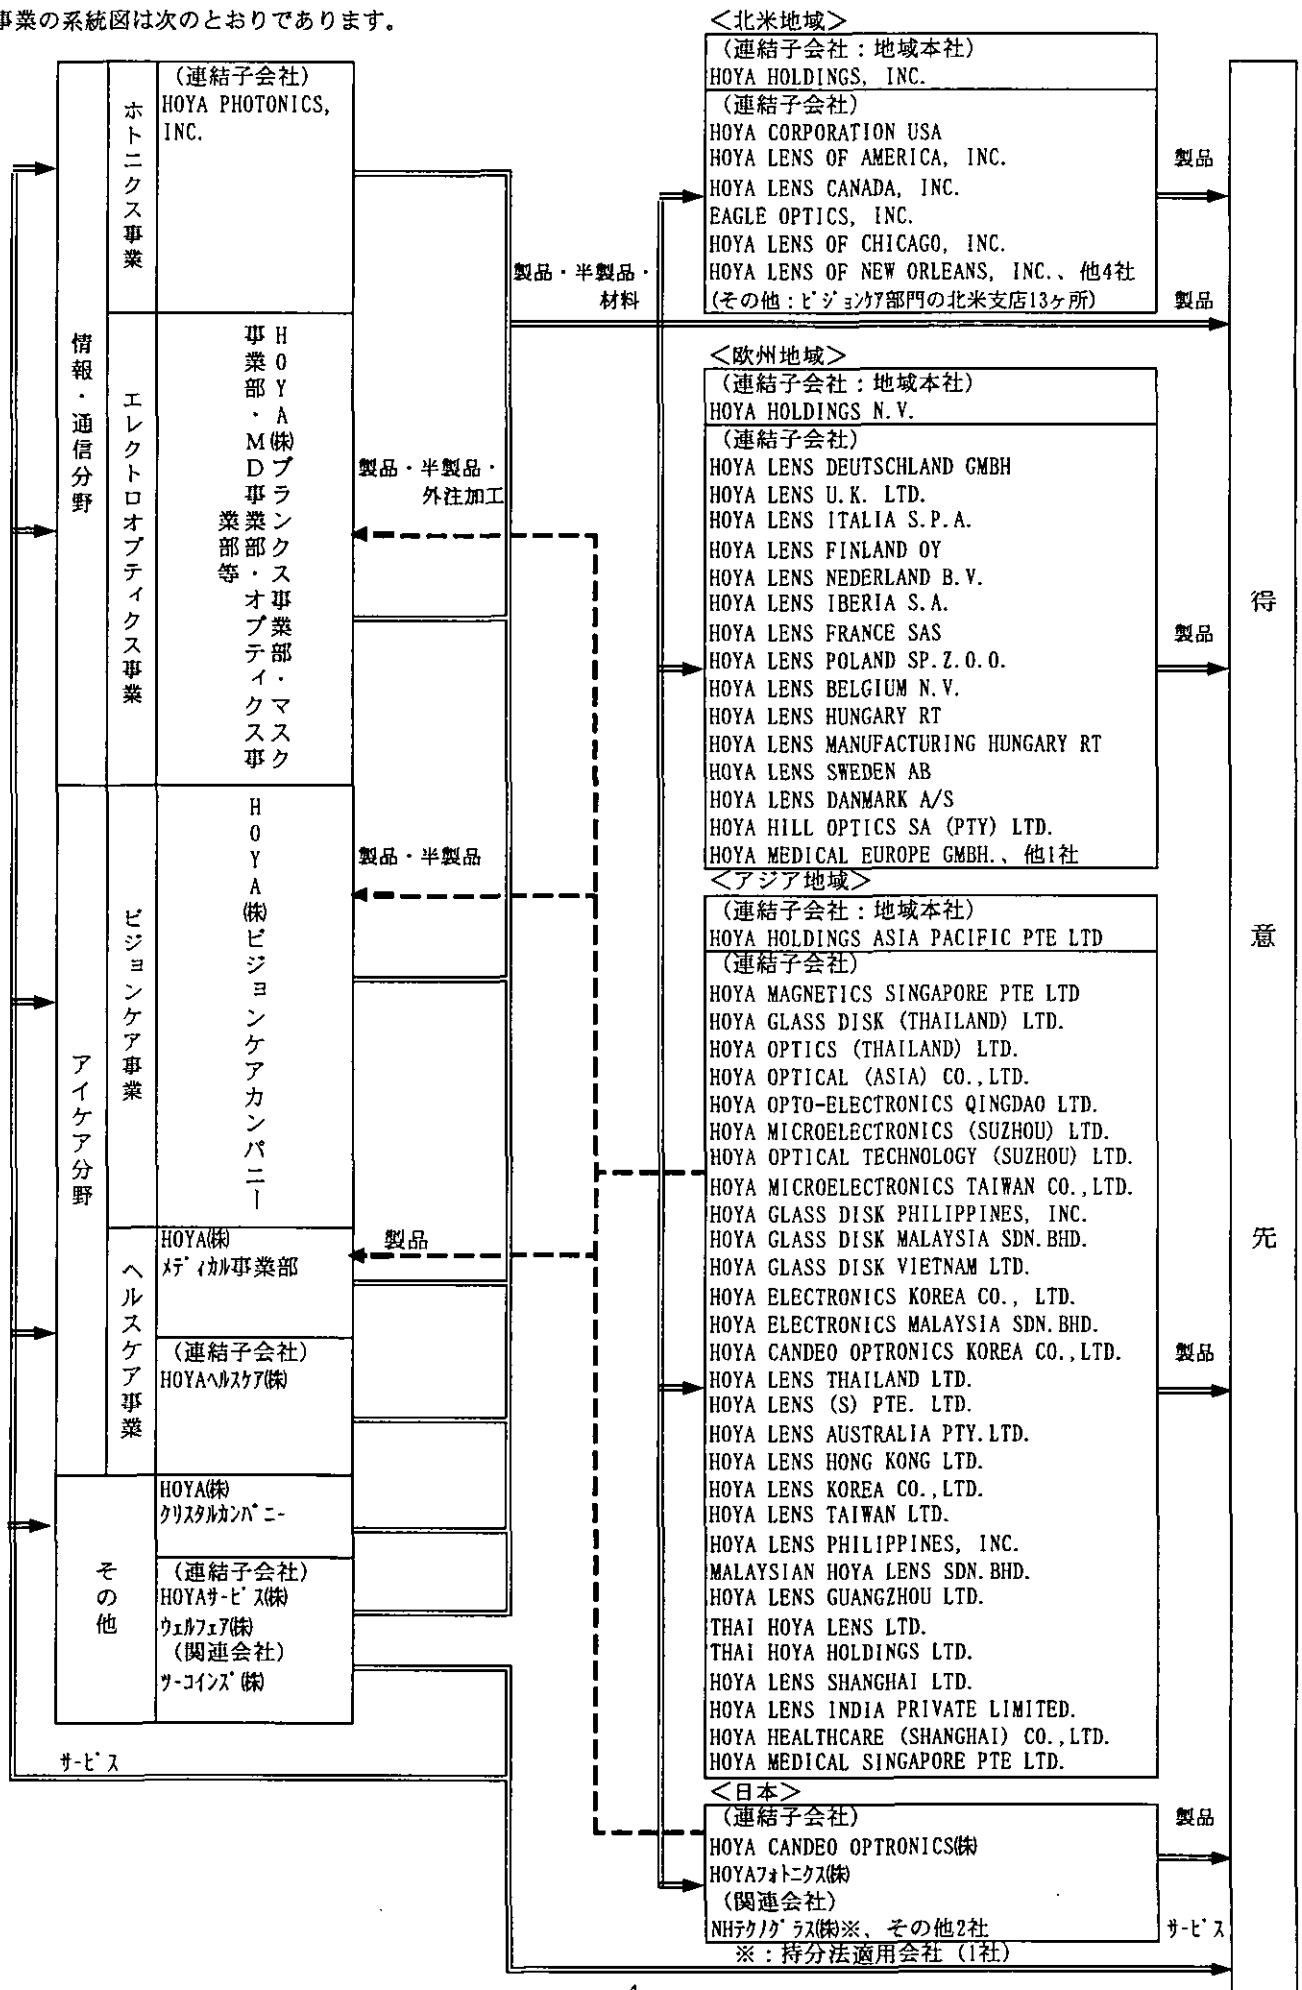 事業の系統図は次のとおりであります。
情報・通信分野
ホトニクス事業
(連結子会社)
HOYA PHOTONICS,
INC.
エレクトロオプティクス事業
HOYA㈱ブランクス事業部・マスク
事業部・MD事業部・オプティクス事
業部等
アイケア分野
ビジョンケア事業
HOYA㈱ビジョンケアカンパニー
ヘルスケア事業
HOYA㈱
メディカル事業部
(連結子会社)
HOYAヘルスケア㈱
その他
HOYA㈱
クリスタルカンパニー
(連結子会社)
HOYAサービス㈱
ウェルフェア㈱
(関連会社)
サーコインズ㈱
サービス
製品・半製品・
外注加工
製品・半製品
製品
製品・半製品・
材料
<北米地域>
(連結子会社:地域本社)
HOYA HOLDINGS, INC.
(連結子会社)
HOYA CORPORATION USA
HOYA LENS OF AMERICA, INC.
HOYA LENS CANADA, INC.
EAGLE OPTICS, INC.
HOYA LENS OF CHICAGO, INC.
HOYA LENS OF NEW ORLEANS, INC.、他4社
(その他:ビジョンケア部門の北米支店13ヶ所)
製品
製品
<欧州地域>
(連結子会社:地域本社)
HOYA HOLDINGS N.V.
(連結子会社)
HOYA LENS DEUTSCHLAND GMBH
HOYA LENS U.K. LTD.
HOYA LENS ITALIA S.P.A.
HOYA LENS FINLAND OY
HOYA LENS NEDERLAND B.V.
HOYA LENS IBERIA S.A.
HOYA LENS FRANCE SAS
HOYA LENS POLAND SP.Z.O.O.
HOYA LENS BELGIUM N.V.
HOYA LENS HUNGARY RT
HOYA LENS MANUFACTURING HUNGARY RT
HOYA LENS SWEDEN AB
HOYA LENS DANMARK A/S
HOYA HILL OPTICS SA (PTY) LTD.
HOYA MEDICAL EUROPE GMBH.、他1社
製品
<アジア地域>
(連結子会社:地域本社)
HOYA HOLDINGS ASIA PACIFIC PTE LTD
(連結子会社)
HOYA MAGNETICS SINGAPORE PTE LTD
HOYA GLASS DISK (THAILAND) LTD.
HOYA OPTICS (THAILAND) LTD.
HOYA OPTICAL (ASIA) CO.,LTD.
HOYA OPTO-ELECTRONICS QINGDAO LTD.
HOYA MICROELECTRONICS (SUZHOU) LTD.
HOYA OPTICAL TECHNOLOGY (SUZHOU) LTD.
HOYA MICROELECTRONICS TAIWAN CO.,LTD.
HOYA GLASS DISK PHILIPPINES, INC.
HOYA GLASS DISK MALAYSIA SDN.BHD.
HOYA GLASS DISK VIETNAM LTD.
HOYA ELECTRONICS KOREA CO., LTD.
HOYA ELECTRONICS MALAYSIA SDN.BHD.
HOYA CANDEO OPTRONICS KOREA CO.,LTD.
HOYA LENS THAILAND LTD.
HOYA LENS (S) PTE. LTD.
HOYA LENS AUSTRALIA PTY.LTD.
HOYA LENS HONG KONG LTD.
HOYA LENS KOREA CO.,LTD.
HOYA LENS TAIWAN LTD.
HOYA LENS PHILIPPINES, INC.
MALAYSIAN HOYA LENS SDN.BHD.
HOYA LENS GUANGZHOU LTD.
THAI HOYA LENS LTD.
THAI HOYA HOLDINGS LTD.
HOYA LENS SHANGHAI LTD.
HOYA LENS INDIA PRIVATE LIMITED.
HOYA HEALTHCARE (SHANGHAI) CO.,LTD.
HOYA MEDICAL SINGAPORE PTE LTD.
製品
<日本>
(連結子会社)
HOYA CANDEO OPTRONICS㈱
HOYAフォトニクス㈱
(関連会社)
NHテクノグラス㈱※、その他2社
※:持分法適用会社(1社)
製品
サービス
得意先